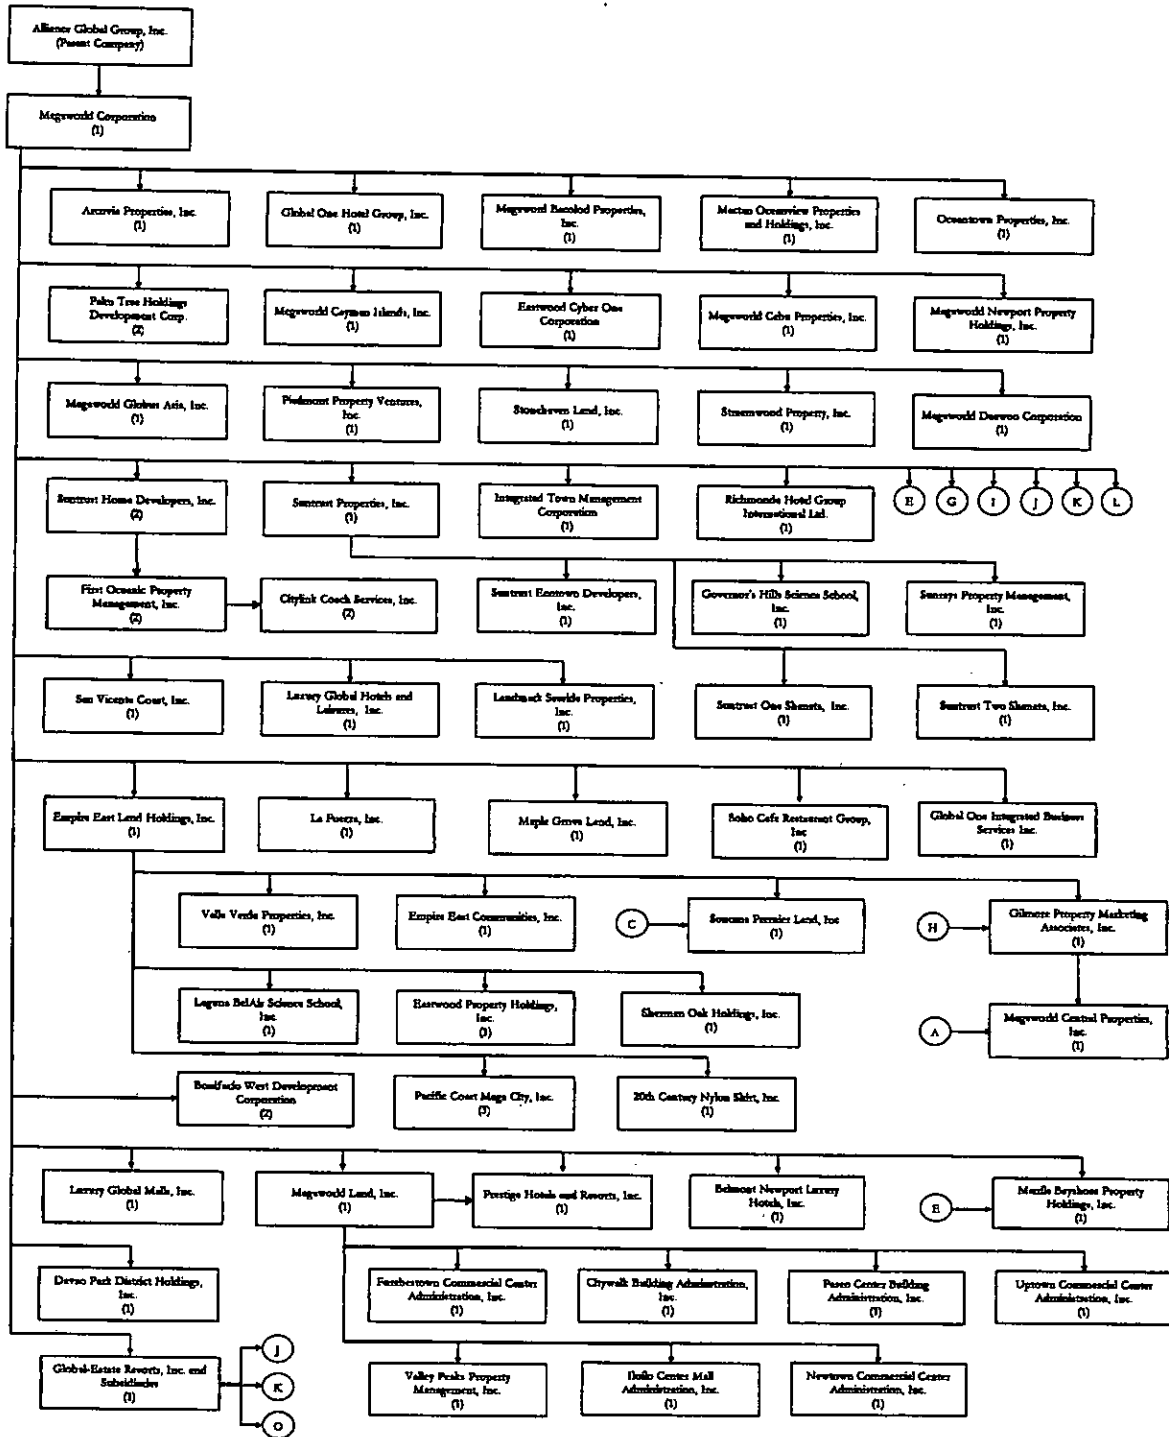 Alliance Global Group, Inc.
(Parent Company)
Megaworld Corporation
(1)
Arcovia Properties, Inc.
(1)
Global One Hotel Group, Inc.
(1)
Megaworld Bacolod Properties,
Inc.
(1)
Mactan Oceanview Properties
and Holdings, Inc.
(1)
Oceantown Properties, Inc.
(1)
Palm Tree Holdings
Development Corp.
(2)
Megaworld Cayman Islands, Inc.
(1)
Eastwood Cyber One
Corporation
(1)
Megaworld Cebu Properties, Inc.
(1)
Megaworld Newport Property
Holdings, Inc.
(1)
Megaworld Globus Asia, Inc.
(1)
Piedmont Property Ventures,
Inc.
(1)
Stonehaven Land, Inc.
(1)
Streamwood Property, Inc.
(1)
Megaworld Daewoo Corporation
(1)
Suntrust Home Developers, Inc.
(2)
Suntrust Properties, Inc.
(1)
Integrated Town Management
Corporation
(1)
Richmonde Hotel Group
International Ltd.
(1)
E
G
I
J
K
L
First Oceanic Property
Management, Inc.
(2)
Citylink Coach Services, Inc.
(2)
Suntrust Ecotown Developers,
Inc.
(1)
Governor's Hills Science School,
Inc.
(1)
Sunrays Property Management,
Inc.
(1)
San Vicente Coast, Inc.
(1)
Luxury Global Hotels and
Leisures, Inc.
(1)
Landmark Seaside Properties,
Inc.
(1)
Suntrust One Shanata, Inc.
(1)
Suntrust Two Shanata, Inc.
(1)
Empire East Land Holdings, Inc.
(1)
La Fuerza, Inc.
(1)
Maple Grove Land, Inc.
(1)
Soho Cafe Restaurant Group,
Inc
(1)
Global One Integrated Business
Services Inc.
(1)
Valle Verde Properties, Inc.
(1)
Empire East Communities, Inc.
(1)
C
Sonoma Premier Land, Inc
(1)
H
Gilmore Property Marketing
Associates, Inc.
(1)
Laguna BelAir Science School,
Inc.
(1)
Eastwood Property Holdings,
Inc.
(1)
Sherman Oak Holdings, Inc.
(1)
A
Megaworld Central Properties,
Inc.
(1)
Bonifacio West Development
Corporation
(2)
Pacific Coast Mega City, Inc.
(3)
20th Century Nylon Shirt, Inc.
(1)
Luxury Global Malls, Inc.
(1)
Megaworld Land, Inc.
(1)
Prestige Hotels and Resorts, Inc.
(1)
Belmont Newport Luxury
Hotels, Inc.
(1)
E
Manila Bayshore Property
Holdings, Inc.
(1)
Davao Park District Holdings,
Inc.
(1)
Forbestown Commercial Center
Administration, Inc.
(1)
Citywalk Building Administration,
Inc.
(1)
Paseo Center Building
Administration, Inc.
(1)
Uptown Commercial Center
Administration, Inc.
(1)
Global-Estate Resorts, Inc. and
Subsidiaries
(1)
J
K
O
Valley Peaks Property
Management, Inc.
(1)
Iloilo Center Mall
Administration, Inc.
(1)
Newtown Commercial Center
Administration, Inc.
(1)